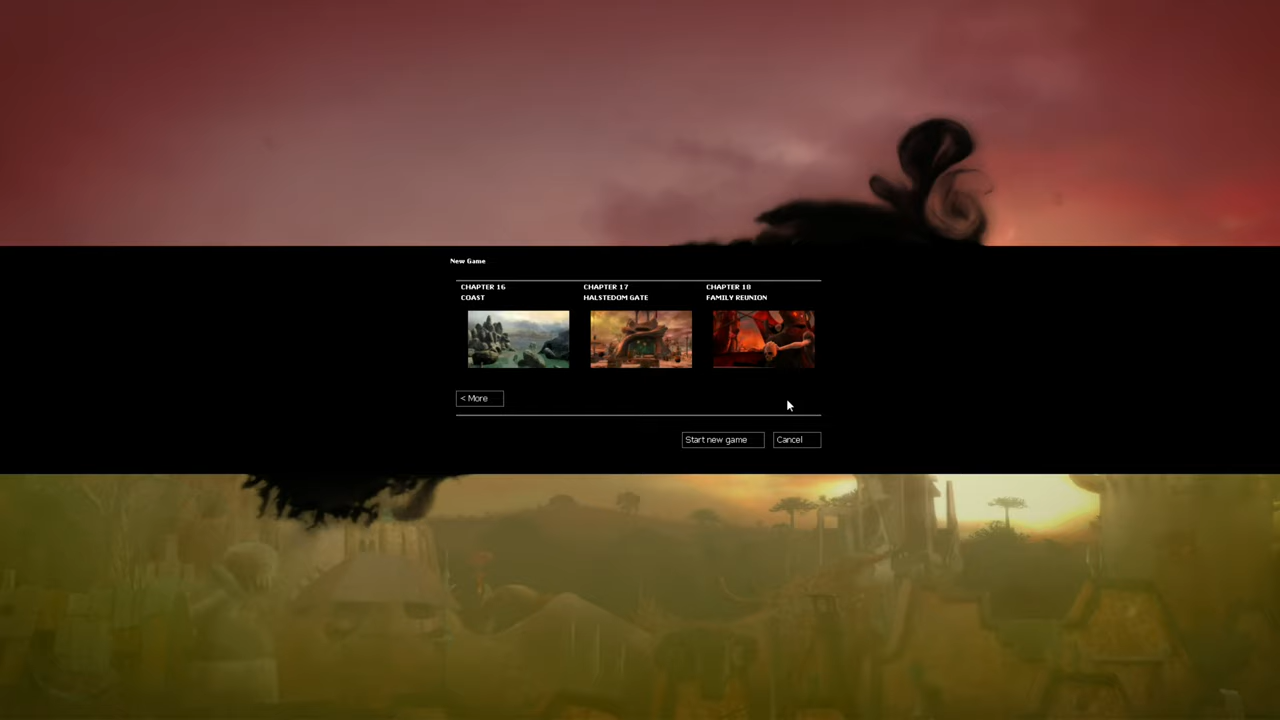 New Game
CHAPTER 16
COAST
CHAPTER 17
HALSTEDOM GATE
CHAPTER 18
FAMILY REUNION
< More
Start new game
Cancel